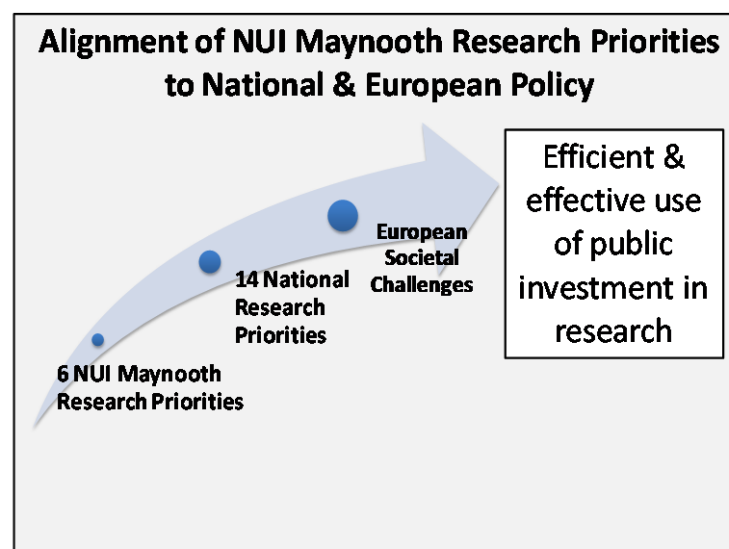 Alignment of NUI Maynooth Research Priorities
to National & European Policy
Efficient &
effective use
of public
investment in
research
European
Societal
Challenges
14 National
Research
Priorities
6 NUI Maynooth
Research Priorities